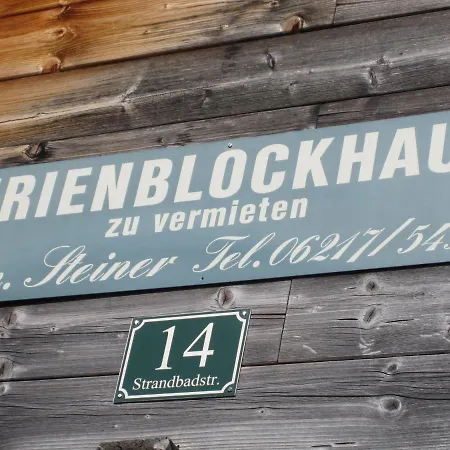 RIENBLOCKHAU
zu vermieten
. Steiner Tel. 06217/54
14
Strandbadstr.